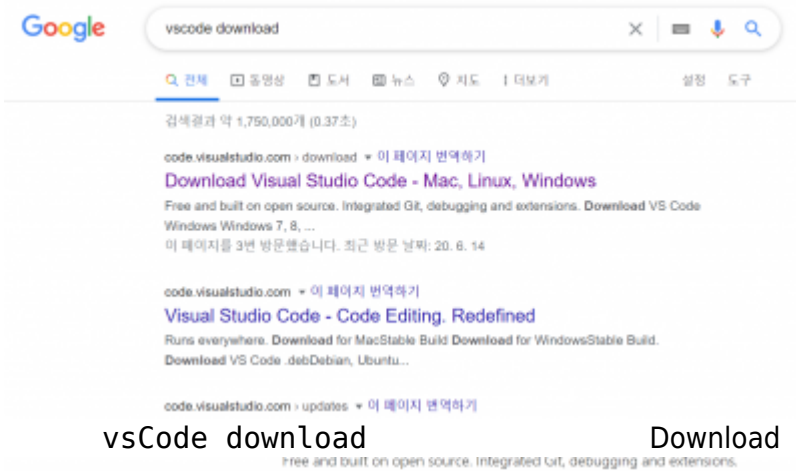 Google
vscode download
전체 동영상 도서 뉴스 지도 더보기 설정 도구
검색결과 약 1,750,000개 (0.37초)
code.visualstudio.com › download ▾ 이 페이지 번역하기
Download Visual Studio Code - Mac, Linux, Windows
Free and built on open source. Integrated Git, debugging and extensions. Download VS Code
Windows Windows 7, 8, ...
이 페이지를 3번 방문했습니다. 최근 방문 날짜: 20. 6. 14
code.visualstudio.com ▾ 이 페이지 번역하기
Visual Studio Code - Code Editing. Redefined
Runs everywhere. Download for MacStable Build Download for WindowsStable Build.
Download VS Code .debDebian, Ubuntu...
code.visualstudio.com › updates ▾ 이 페이지 번역하기
vsCode download Download
Free and built on open source. Integrated Git, debugging and extensions.